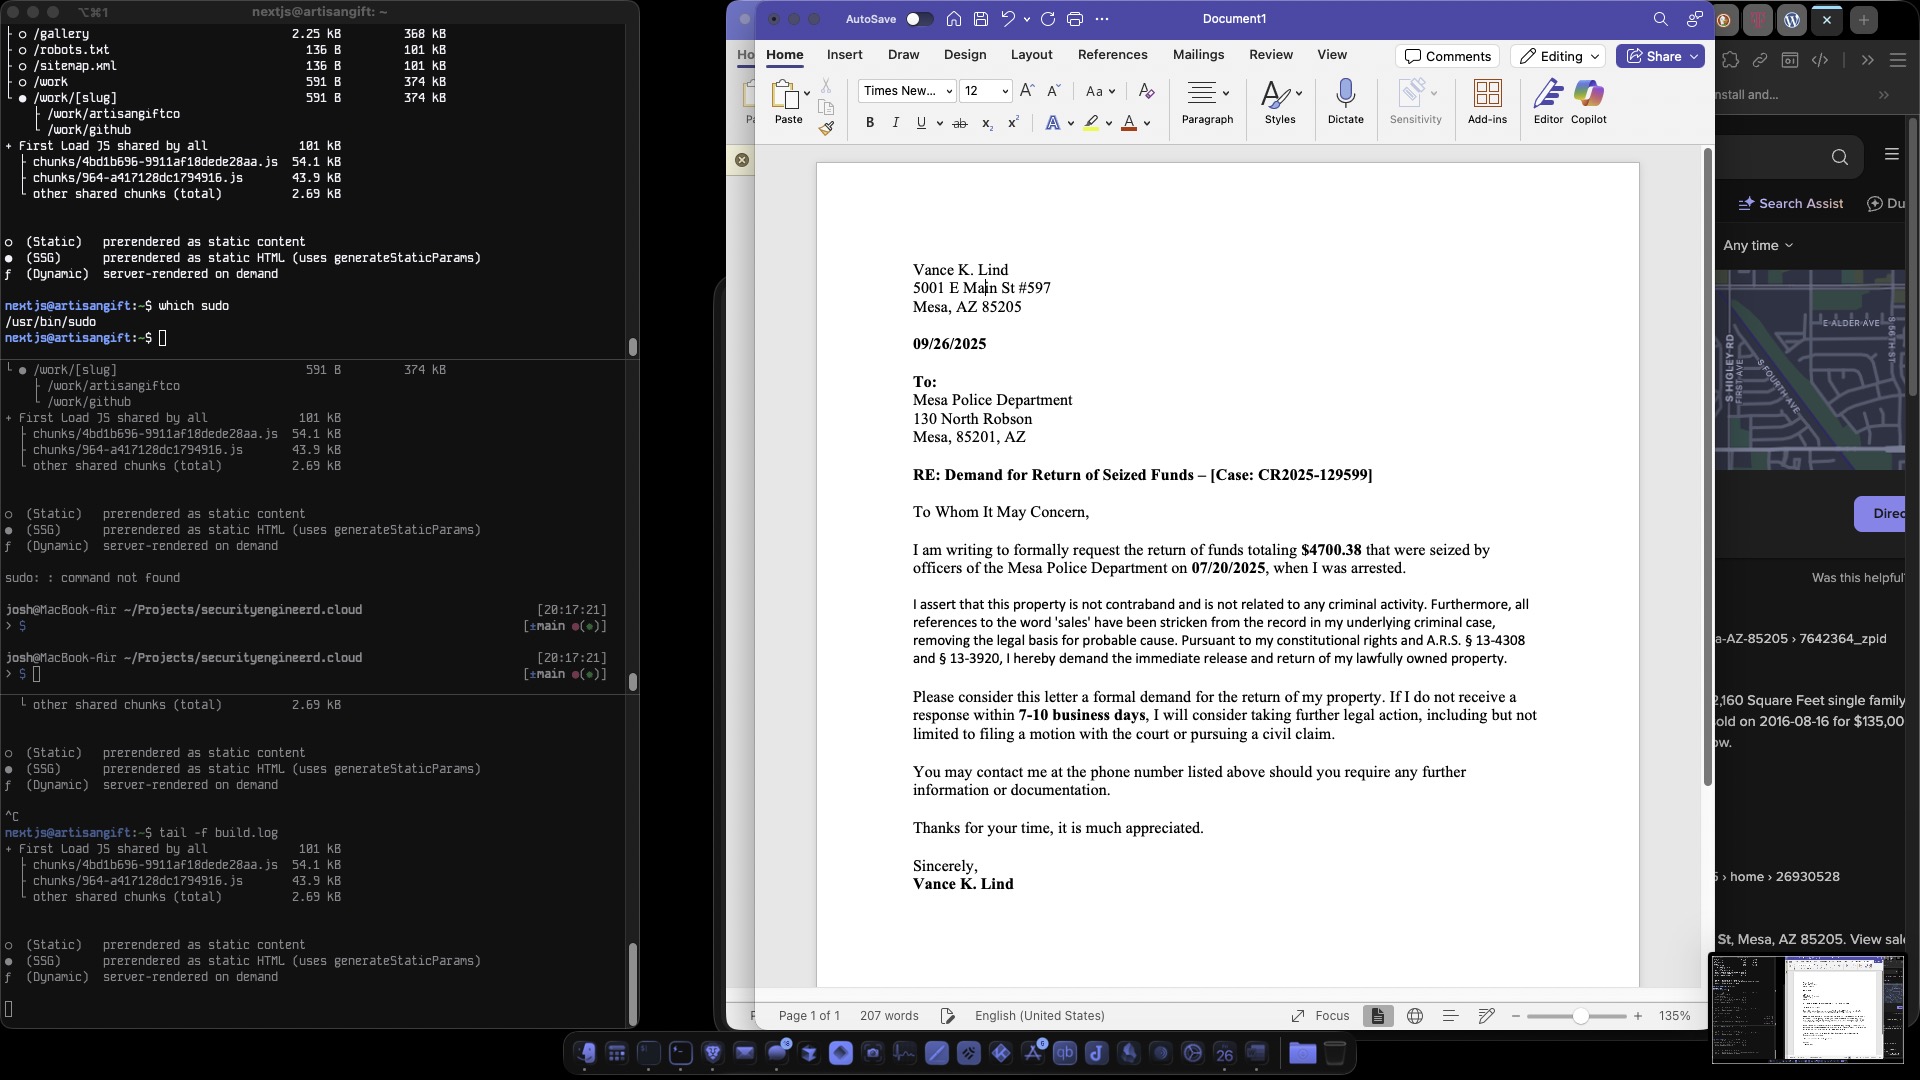 ⌥⌘1
nextjs@artisangift: ~
├ ○ /gallery 2.25 kB 368 kB
├ ○ /robots.txt 136 B 101 kB
├ ○ /sitemap.xml 136 B 101 kB
├ ○ /work 591 B 374 kB
└ ● /work/[slug] 591 B 374 kB
├ /work/artisangiftco
└ /work/github
+ First Load JS shared by all 101 kB
├ chunks/4bd1b696-9911af18dede28aa.js 54.1 kB
├ chunks/964-a417128dc1794916.js 43.9 kB
└ other shared chunks (total) 2.69 kB
○ (Static) prerendered as static content
● (SSG) prerendered as static HTML (uses generateStaticParams)
ƒ (Dynamic) server-rendered on demand
nextjs@artisangift:~$ which sudo
/usr/bin/sudo
nextjs@artisangift:~$
└ ● /work/[slug] 591 B 374 kB
├ /work/artisangiftco
└ /work/github
+ First Load JS shared by all 101 kB
├ chunks/4bd1b696-9911af18dede28aa.js 54.1 kB
├ chunks/964-a417128dc1794916.js 43.9 kB
└ other shared chunks (total) 2.69 kB
○ (Static) prerendered as static content
● (SSG) prerendered as static HTML (uses generateStaticParams)
ƒ (Dynamic) server-rendered on demand
sudo: : command not found
josh@MacBook-Air ~/Projects/securityengineerd.cloud [20:17:21]
> $ [±main ●(●)]
josh@MacBook-Air ~/Projects/securityengineerd.cloud [20:17:21]
> $ [±main ●(●)]
└ other shared chunks (total) 2.69 kB
○ (Static) prerendered as static content
● (SSG) prerendered as static HTML (uses generateStaticParams)
ƒ (Dynamic) server-rendered on demand
^C
nextjs@artisangift:~$ tail -f build.log
+ First Load JS shared by all 101 kB
├ chunks/4bd1b696-9911af18dede28aa.js 54.1 kB
├ chunks/964-a417128dc1794916.js 43.9 kB
└ other shared chunks (total) 2.69 kB
○ (Static) prerendered as static content
● (SSG) prerendered as static HTML (uses generateStaticParams)
ƒ (Dynamic) server-rendered on demand
AutoSave
Document1
Ho
Home Insert Draw Design Layout References Mailings Review View
Comments
Editing
Share
Pa
Paste
Times New...
12
Aa
B I U ab x₂ x²
A A
Paragraph
Styles
Dictate
Sensitivity
Add-ins
Editor
Copilot
Vance K. Lind
5001 E Main St #597
Mesa, AZ 85205
09/26/2025
To:
Mesa Police Department
130 North Robson
Mesa, 85201, AZ
RE: Demand for Return of Seized Funds – [Case: CR2025-129599]
To Whom It May Concern,
I am writing to formally request the return of funds totaling $4700.38 that were seized by
officers of the Mesa Police Department on 07/20/2025, when I was arrested.
I assert that this property is not contraband and is not related to any criminal activity. Furthermore, all
references to the word 'sales' have been stricken from the record in my underlying criminal case,
removing the legal basis for probable cause. Pursuant to my constitutional rights and A.R.S. § 13-4308
and § 13-3920, I hereby demand the immediate release and return of my lawfully owned property.
Please consider this letter a formal demand for the return of my property. If I do not receive a
response within 7-10 business days, I will consider taking further legal action, including but not
limited to filing a motion with the court or pursuing a civil claim.
You may contact me at the phone number listed above should you require any further
information or documentation.
Thanks for your time, it is much appreciated.
Sincerely,
Vance K. Lind
P
Page 1 of 1
207 words
English (United States)
Focus
135%
nstall and...
Search Assist
Du
Any time
E ALDER AVE
S 56TH ST
S HIGLEY RD
FIRST AVE
S FOURTH AVE
Direc
Was this helpful
a-AZ-85205 › 7642364_zpid
2,160 Square Feet single family
old on 2016-08-16 for $135,00
ow.
5 › home › 26930528
St, Mesa, AZ 85205. View sal
18
6
qb
26